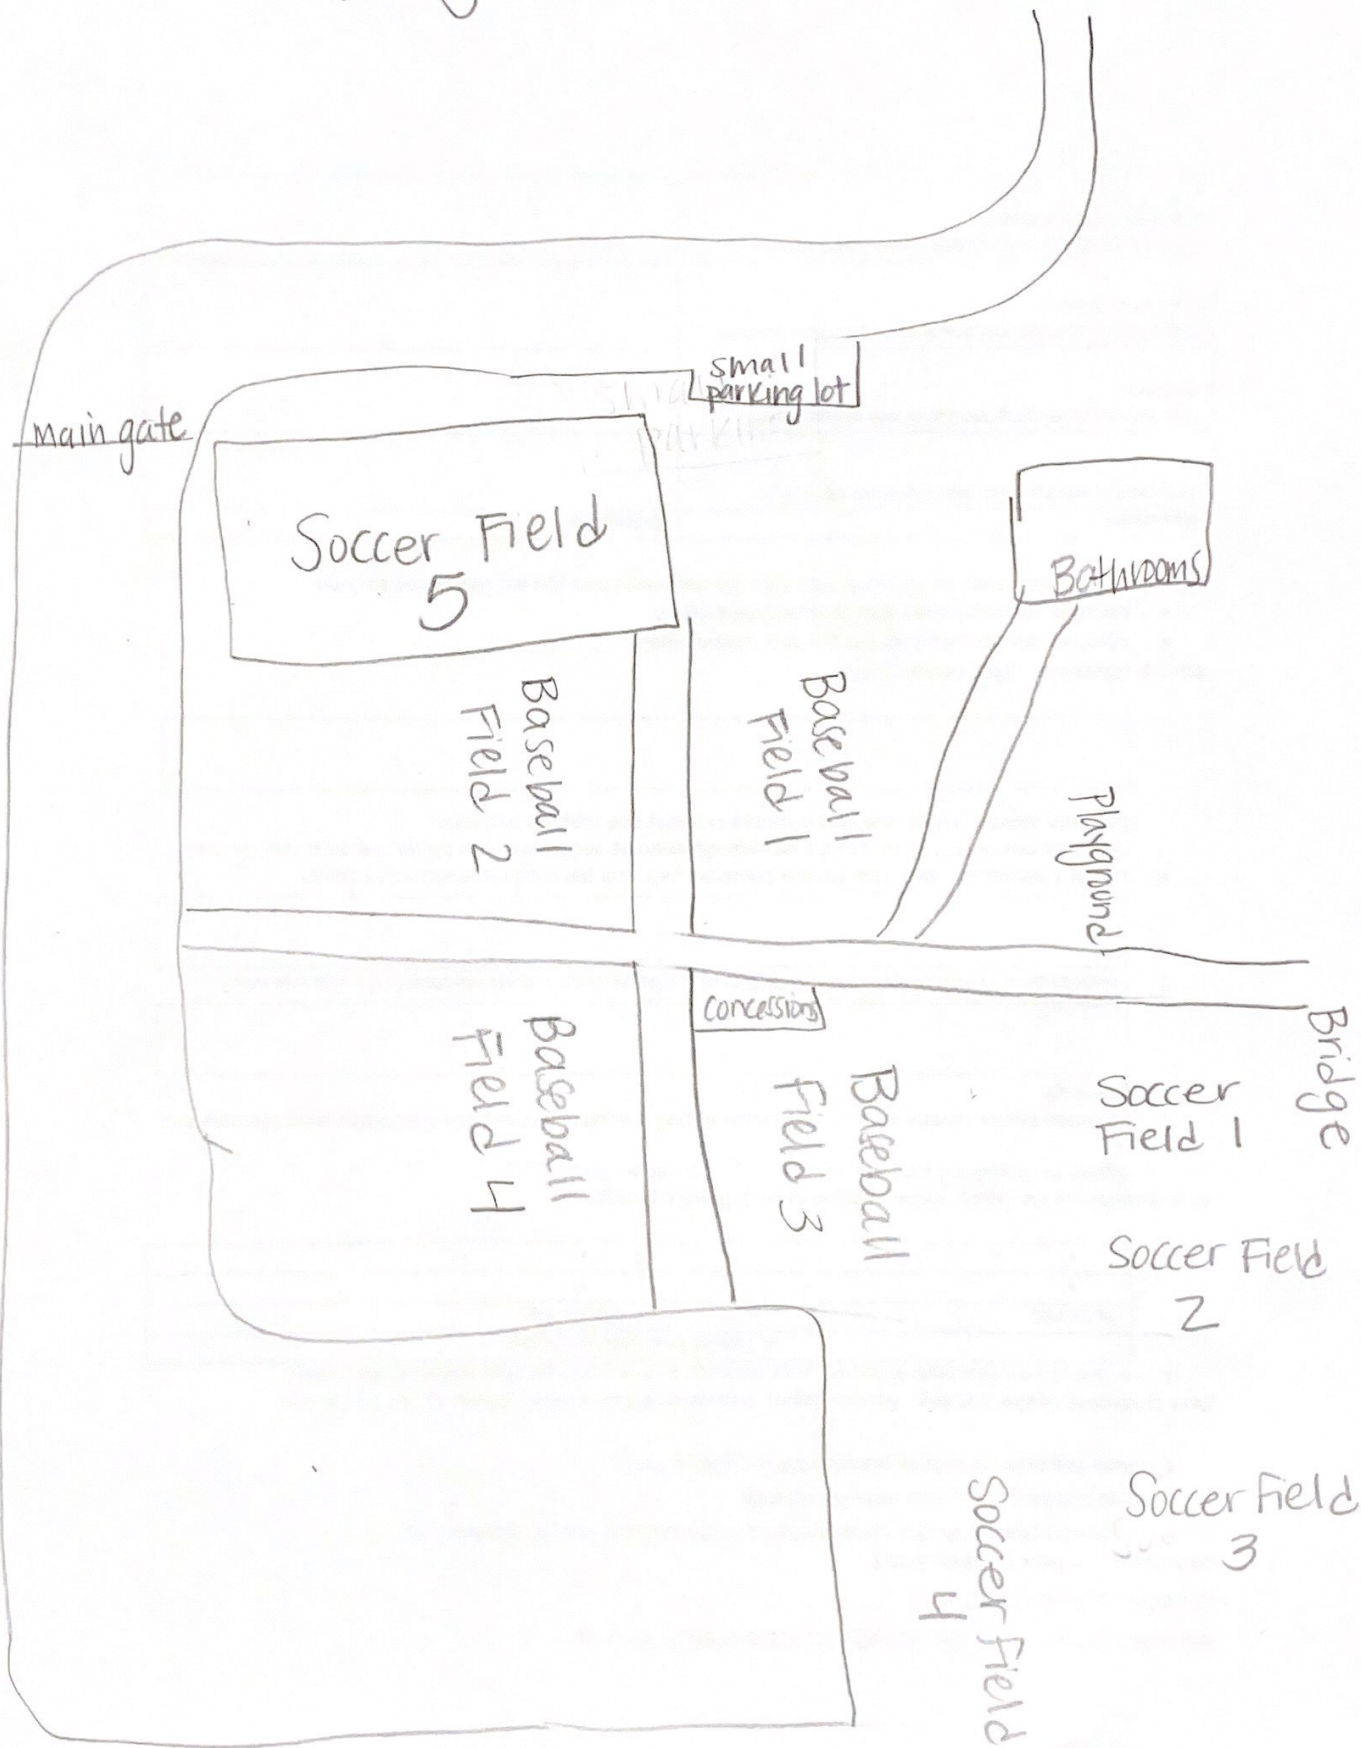 small
parking lot
main gate
Soccer Field
5
Bathrooms
Baseball
Field 2
Baseball
Field 1
Playground
concessions
Bridge
Baseball
Field 4
Baseball
Field 3
Soccer
Field 1
Soccer Field
2
Soccer Field
3
Soccer Field
4